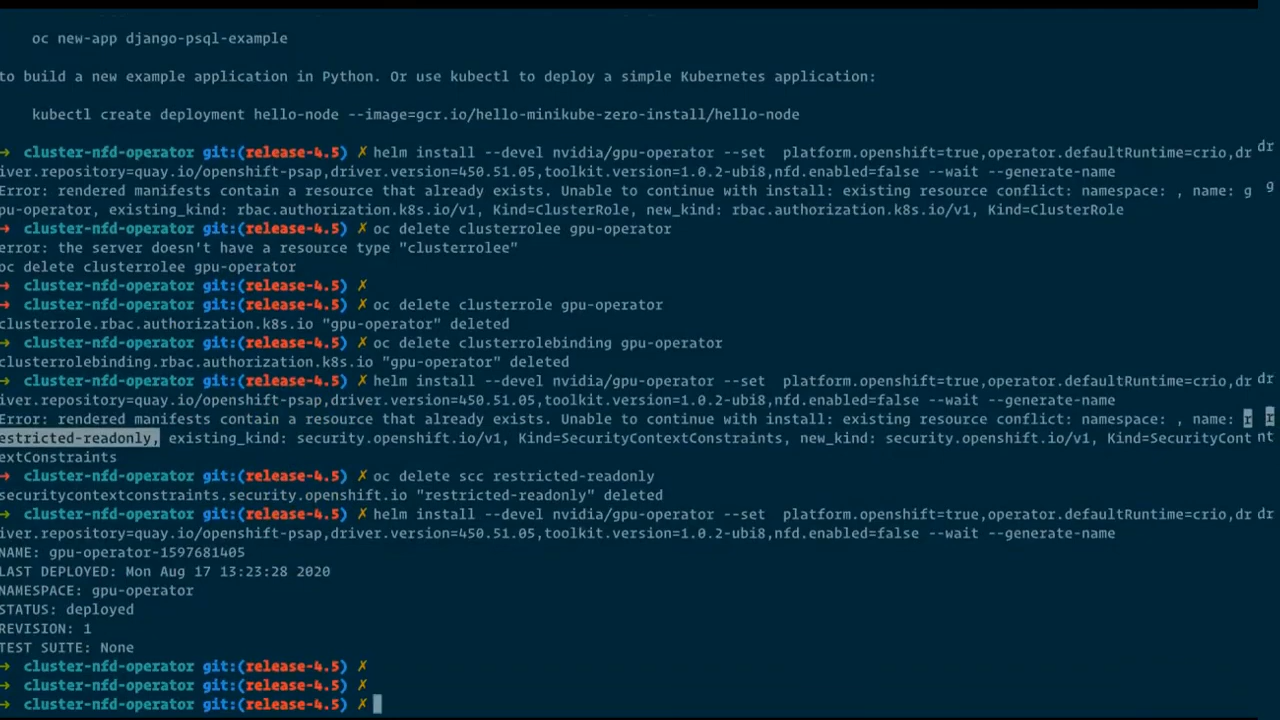 oc new-app django-psql-example
to build a new example application in Python. Or use kubectl to deploy a simple Kubernetes application:
kubectl create deployment hello-node --image=gcr.io/hello-minikube-zero-install/hello-node
→ cluster-nfd-operator git:(release-4.5) ✗ helm install --devel nvidia/gpu-operator --set  platform.openshift=true,operator.defaultRuntime=crio,dr
iver.repository=quay.io/openshift-psap,driver.version=450.51.05,toolkit.version=1.0.2-ubi8,nfd.enabled=false --wait --generate-name
Error: rendered manifests contain a resource that already exists. Unable to continue with install: existing resource conflict: namespace: , name: g
pu-operator, existing_kind: rbac.authorization.k8s.io/v1, Kind=ClusterRole, new_kind: rbac.authorization.k8s.io/v1, Kind=ClusterRole
→ cluster-nfd-operator git:(release-4.5) ✗ oc delete clusterrolee gpu-operator
error: the server doesn't have a resource type "clusterrolee"
oc delete clusterrolee gpu-operator
→ cluster-nfd-operator git:(release-4.5) ✗
→ cluster-nfd-operator git:(release-4.5) ✗ oc delete clusterrole gpu-operator
clusterrole.rbac.authorization.k8s.io "gpu-operator" deleted
→ cluster-nfd-operator git:(release-4.5) ✗ oc delete clusterrolebinding gpu-operator
clusterrolebinding.rbac.authorization.k8s.io "gpu-operator" deleted
→ cluster-nfd-operator git:(release-4.5) ✗ helm install --devel nvidia/gpu-operator --set  platform.openshift=true,operator.defaultRuntime=crio,dr
iver.repository=quay.io/openshift-psap,driver.version=450.51.05,toolkit.version=1.0.2-ubi8,nfd.enabled=false --wait --generate-name
Error: rendered manifests contain a resource that already exists. Unable to continue with install: existing resource conflict: namespace: , name: r
estricted-readonly, existing_kind: security.openshift.io/v1, Kind=SecurityContextConstraints, new_kind: security.openshift.io/v1, Kind=SecurityCont
extConstraints
→ cluster-nfd-operator git:(release-4.5) ✗ oc delete scc restricted-readonly
securitycontextconstraints.security.openshift.io "restricted-readonly" deleted
→ cluster-nfd-operator git:(release-4.5) ✗ helm install --devel nvidia/gpu-operator --set  platform.openshift=true,operator.defaultRuntime=crio,dr
iver.repository=quay.io/openshift-psap,driver.version=450.51.05,toolkit.version=1.0.2-ubi8,nfd.enabled=false --wait --generate-name
NAME: gpu-operator-1597681405
LAST DEPLOYED: Mon Aug 17 13:23:28 2020
NAMESPACE: gpu-operator
STATUS: deployed
REVISION: 1
TEST SUITE: None
→ cluster-nfd-operator git:(release-4.5) ✗
→ cluster-nfd-operator git:(release-4.5) ✗
→ cluster-nfd-operator git:(release-4.5) ✗